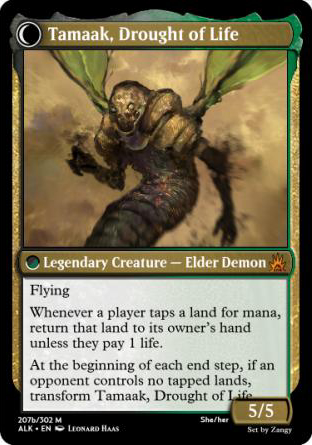 Tamaak, Drought of Life
Legendary Creature — Elder Demon
Flying
Whenever a player taps a land for mana,
return that land to its owner's hand
unless they pay 1 life.
At the beginning of each end step, if an
opponent controls no tapped lands,
transform Tamaak, Drought of Life.
5/5
207b/302 M
She/her
ALK • EN Leonard Haas
Set by Zangy